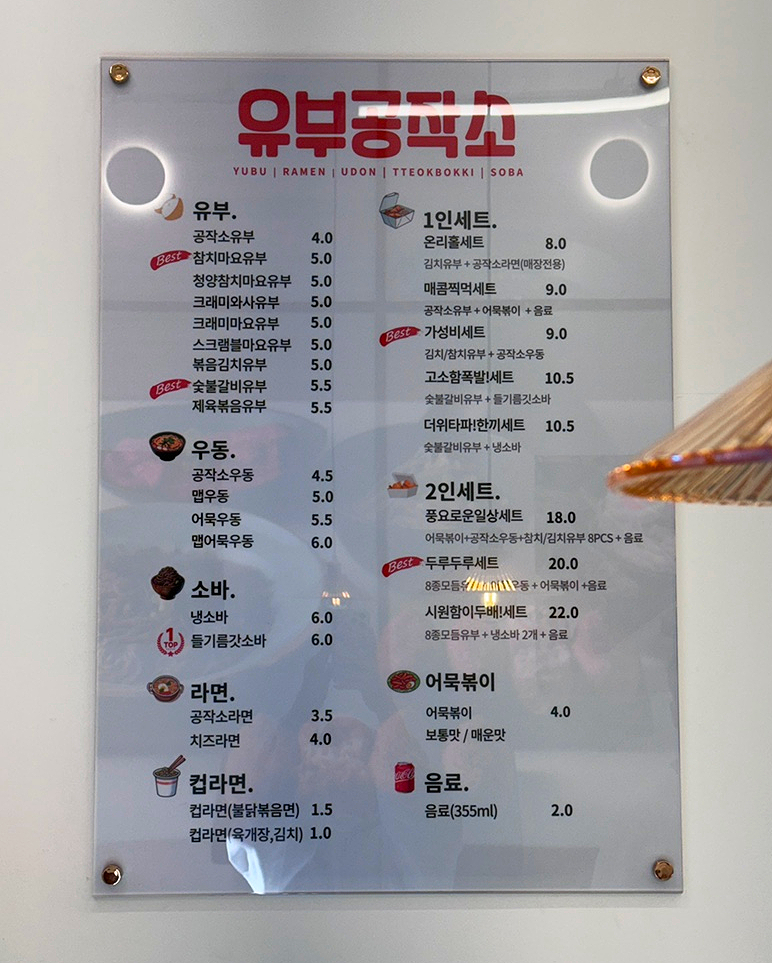 유부공작소
YUBU | RAMEN | UDON | TTEOKBOKKI | SOBA
유부.
공작소유부 4.0
Best 참치마요유부 5.0
청양참치마요유부 5.0
크래미와사유부 5.0
크래미마요유부 5.0
스크램블마요유부 5.0
볶음김치유부 5.0
Best 숯불갈비유부 5.5
제육볶음유부 5.5
우동.
공작소우동 4.5
맵우동 5.0
어묵우동 5.5
맵어묵우동 6.0
소바.
냉소바 6.0
1 TOP 들기름갓소바 6.0
라면.
공작소라면 3.5
치즈라면 4.0
컵라면.
컵라면(불닭볶음면) 1.5
컵라면(육개장,김치) 1.0
1인세트.
온리홀세트 8.0
김치유부 + 공작소라면(매장전용)
매콤찍먹세트 9.0
공작소유부 + 어묵볶이 + 음료
Best 가성비세트 9.0
김치/참치유부 + 공작소우동
고소함폭발!세트 10.5
숯불갈비유부 + 들기름갓소바
더위타파!한끼세트 10.5
숯불갈비유부 + 냉소바
2인세트.
풍요로운일상세트 18.0
어묵볶이+공작소우동+참치/김치유부 8PCS + 음료
Best 두루두루세트 20.0
8종모듬유 우동 + 어묵볶이 +음료
시원함이두배!세트 22.0
8종모듬유부 + 냉소바 2개 + 음료
어묵볶이
어묵볶이 4.0
보통맛 / 매운맛
음료.
음료(355ml) 2.0